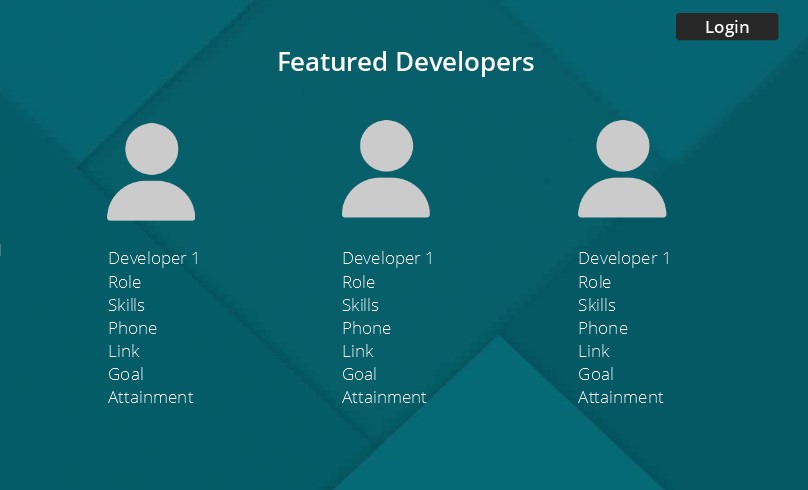 Login
Featured Developers
Developer 1
Role
Skills
Phone
Link
Goal
Attainment
Developer 1
Role
Skills
Phone
Link
Goal
Attainment
Developer 1
Role
Skills
Phone
Link
Goal
Attainment